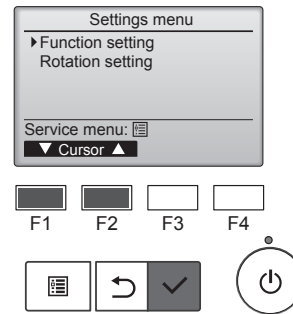 Settings menu
Function setting
Rotation setting
Service menu:
▼ Cursor ▲
F1 F2 F3 F4